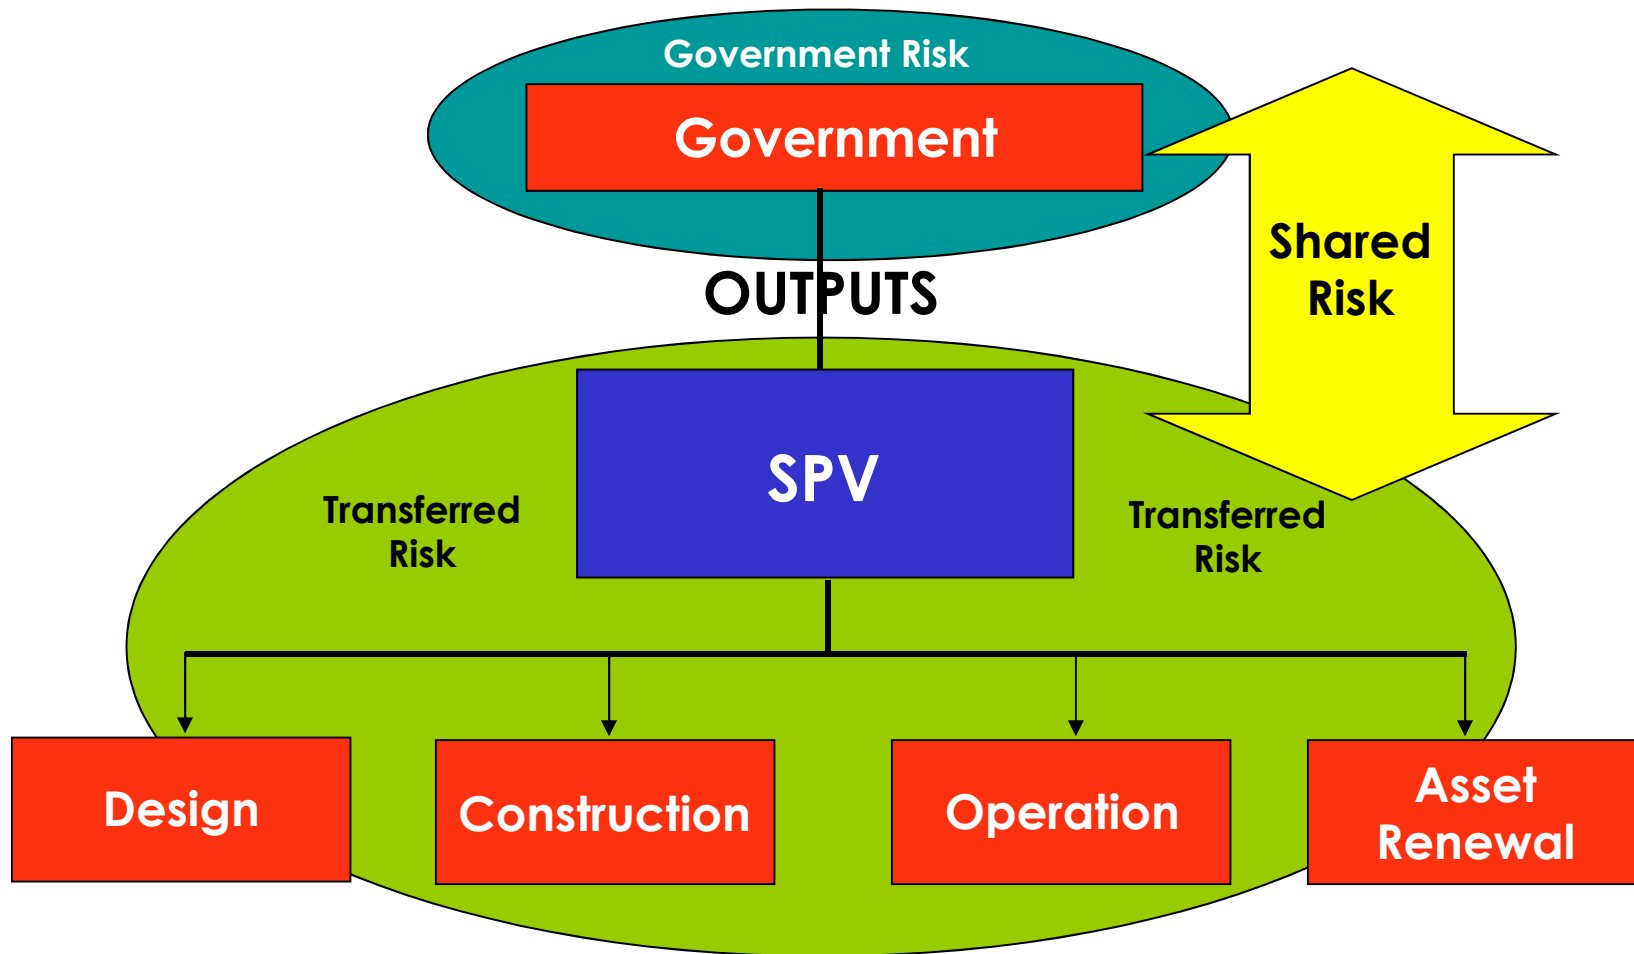 Government Risk
Government
Shared
Risk
OUTPUTS
SPV
Transferred
Risk
Transferred
Risk
Design
Construction
Operation
Asset
Renewal